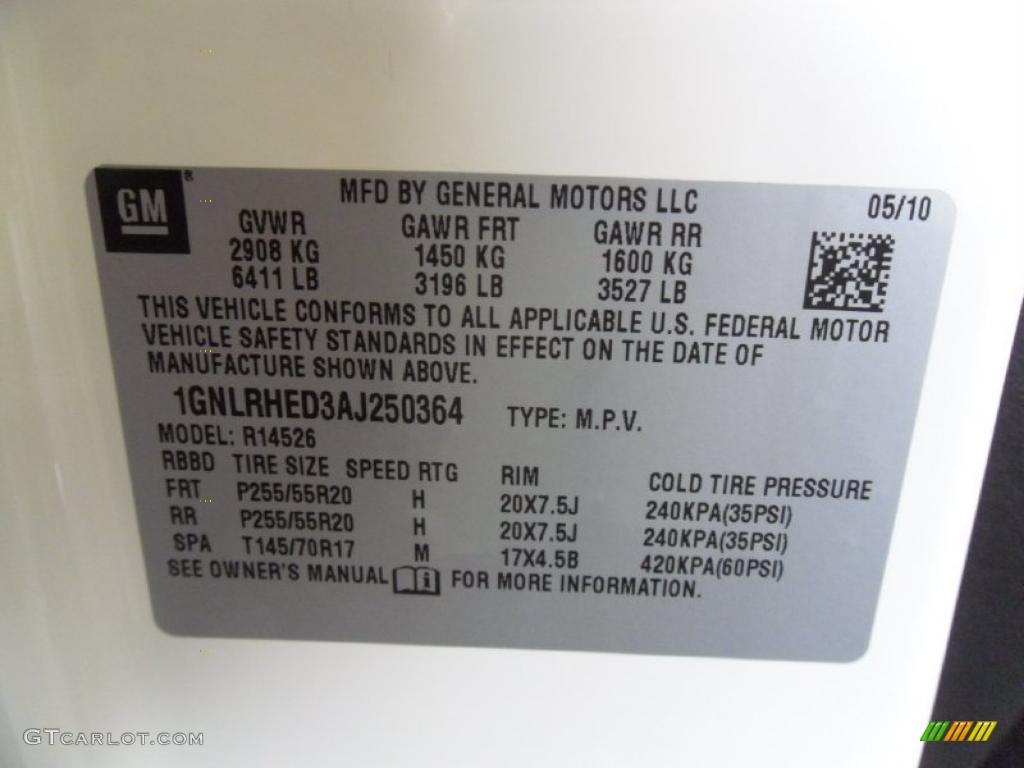 GM®
MFD BY GENERAL MOTORS LLC 05/10
GVWR GAWR FRT GAWR RR
2908 KG 1450 KG 1600 KG
6411 LB 3196 LB 3527 LB
THIS VEHICLE CONFORMS TO ALL APPLICABLE U.S. FEDERAL MOTOR
VEHICLE SAFETY STANDARDS IN EFFECT ON THE DATE OF
MANUFACTURE SHOWN ABOVE.
1GNLRHED3AJ250364 TYPE: M.P.V.
MODEL: R14526
RBBD TIRE SIZE SPEED RTG RIM COLD TIRE PRESSURE
FRT P255/55R20 H 20X7.5J 240KPA(35PSI)
RR P255/55R20 H 20X7.5J 240KPA(35PSI)
SPA T145/70R17 M 17X4.5B 420KPA(60PSI)
SEE OWNER'S MANUAL i FOR MORE INFORMATION.
GTCARLOT.COM